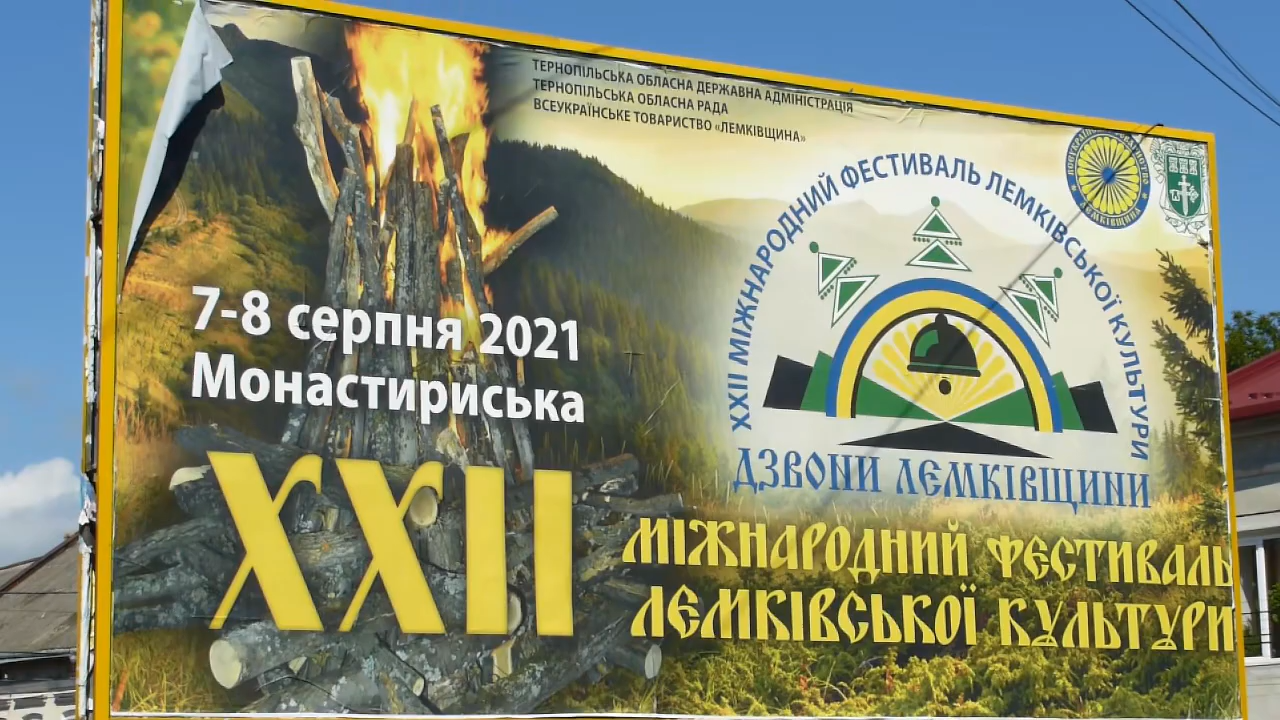 ТЕРНОПІЛЬСЬКА ОБЛАСНА ДЕРЖАВНА АДМІНІСТРАЦІЯ
ТЕРНОПІЛЬСЬКА ОБЛАСНА РАДА
ВСЕУКРАЇНСЬКЕ ТОВАРИСТВО «ЛЕМКІВЩИНА»
ЛЕМКІВЩИНА
XXII МІЖНАРОДНИЙ ФЕСТИВАЛЬ ЛЕМКІВСЬКОЇ КУЛЬТУРИ
ДЗВОНИ ЛЕМКІВЩИНИ
7-8 серпня 2021
Монастириська
XXII
МІЖНАРОДНИЙ ФЕСТИВАЛЬ
ЛЕМКІВСЬКОЇ КУЛЬТУРИ